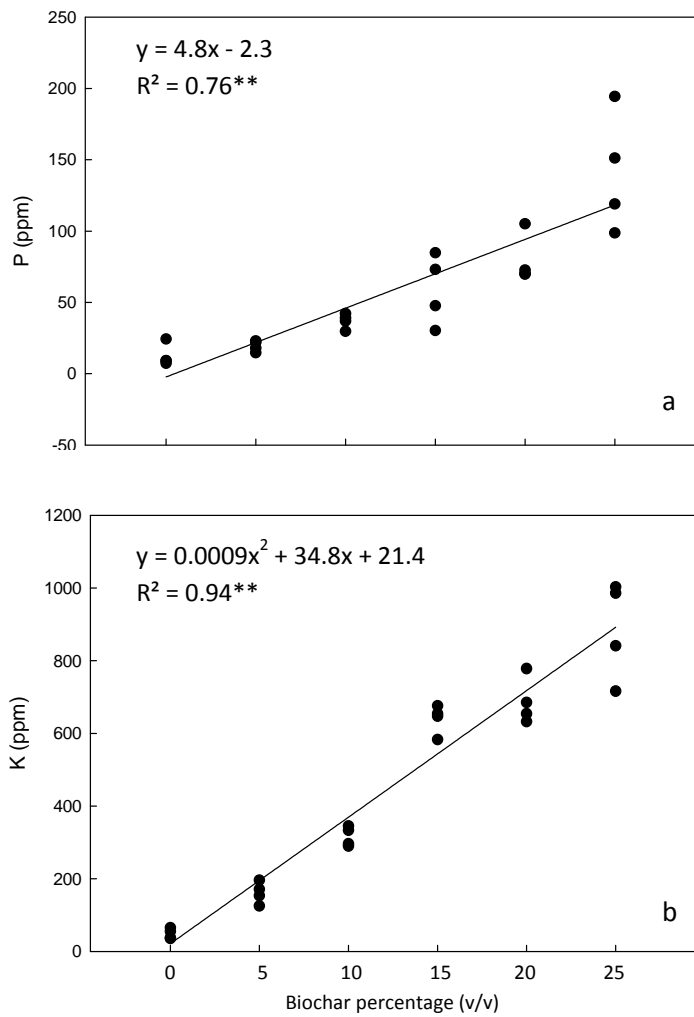 250
200
150
100
50
0
-50
P (ppm)
y = 4.8x - 2.3
R² = 0.76**
a
1200
1000
800
600
400
200
0
K (ppm)
y = 0.0009x² + 34.8x + 21.4
R² = 0.94**
b
0 5 10 15 20 25
Biochar percentage (v/v)